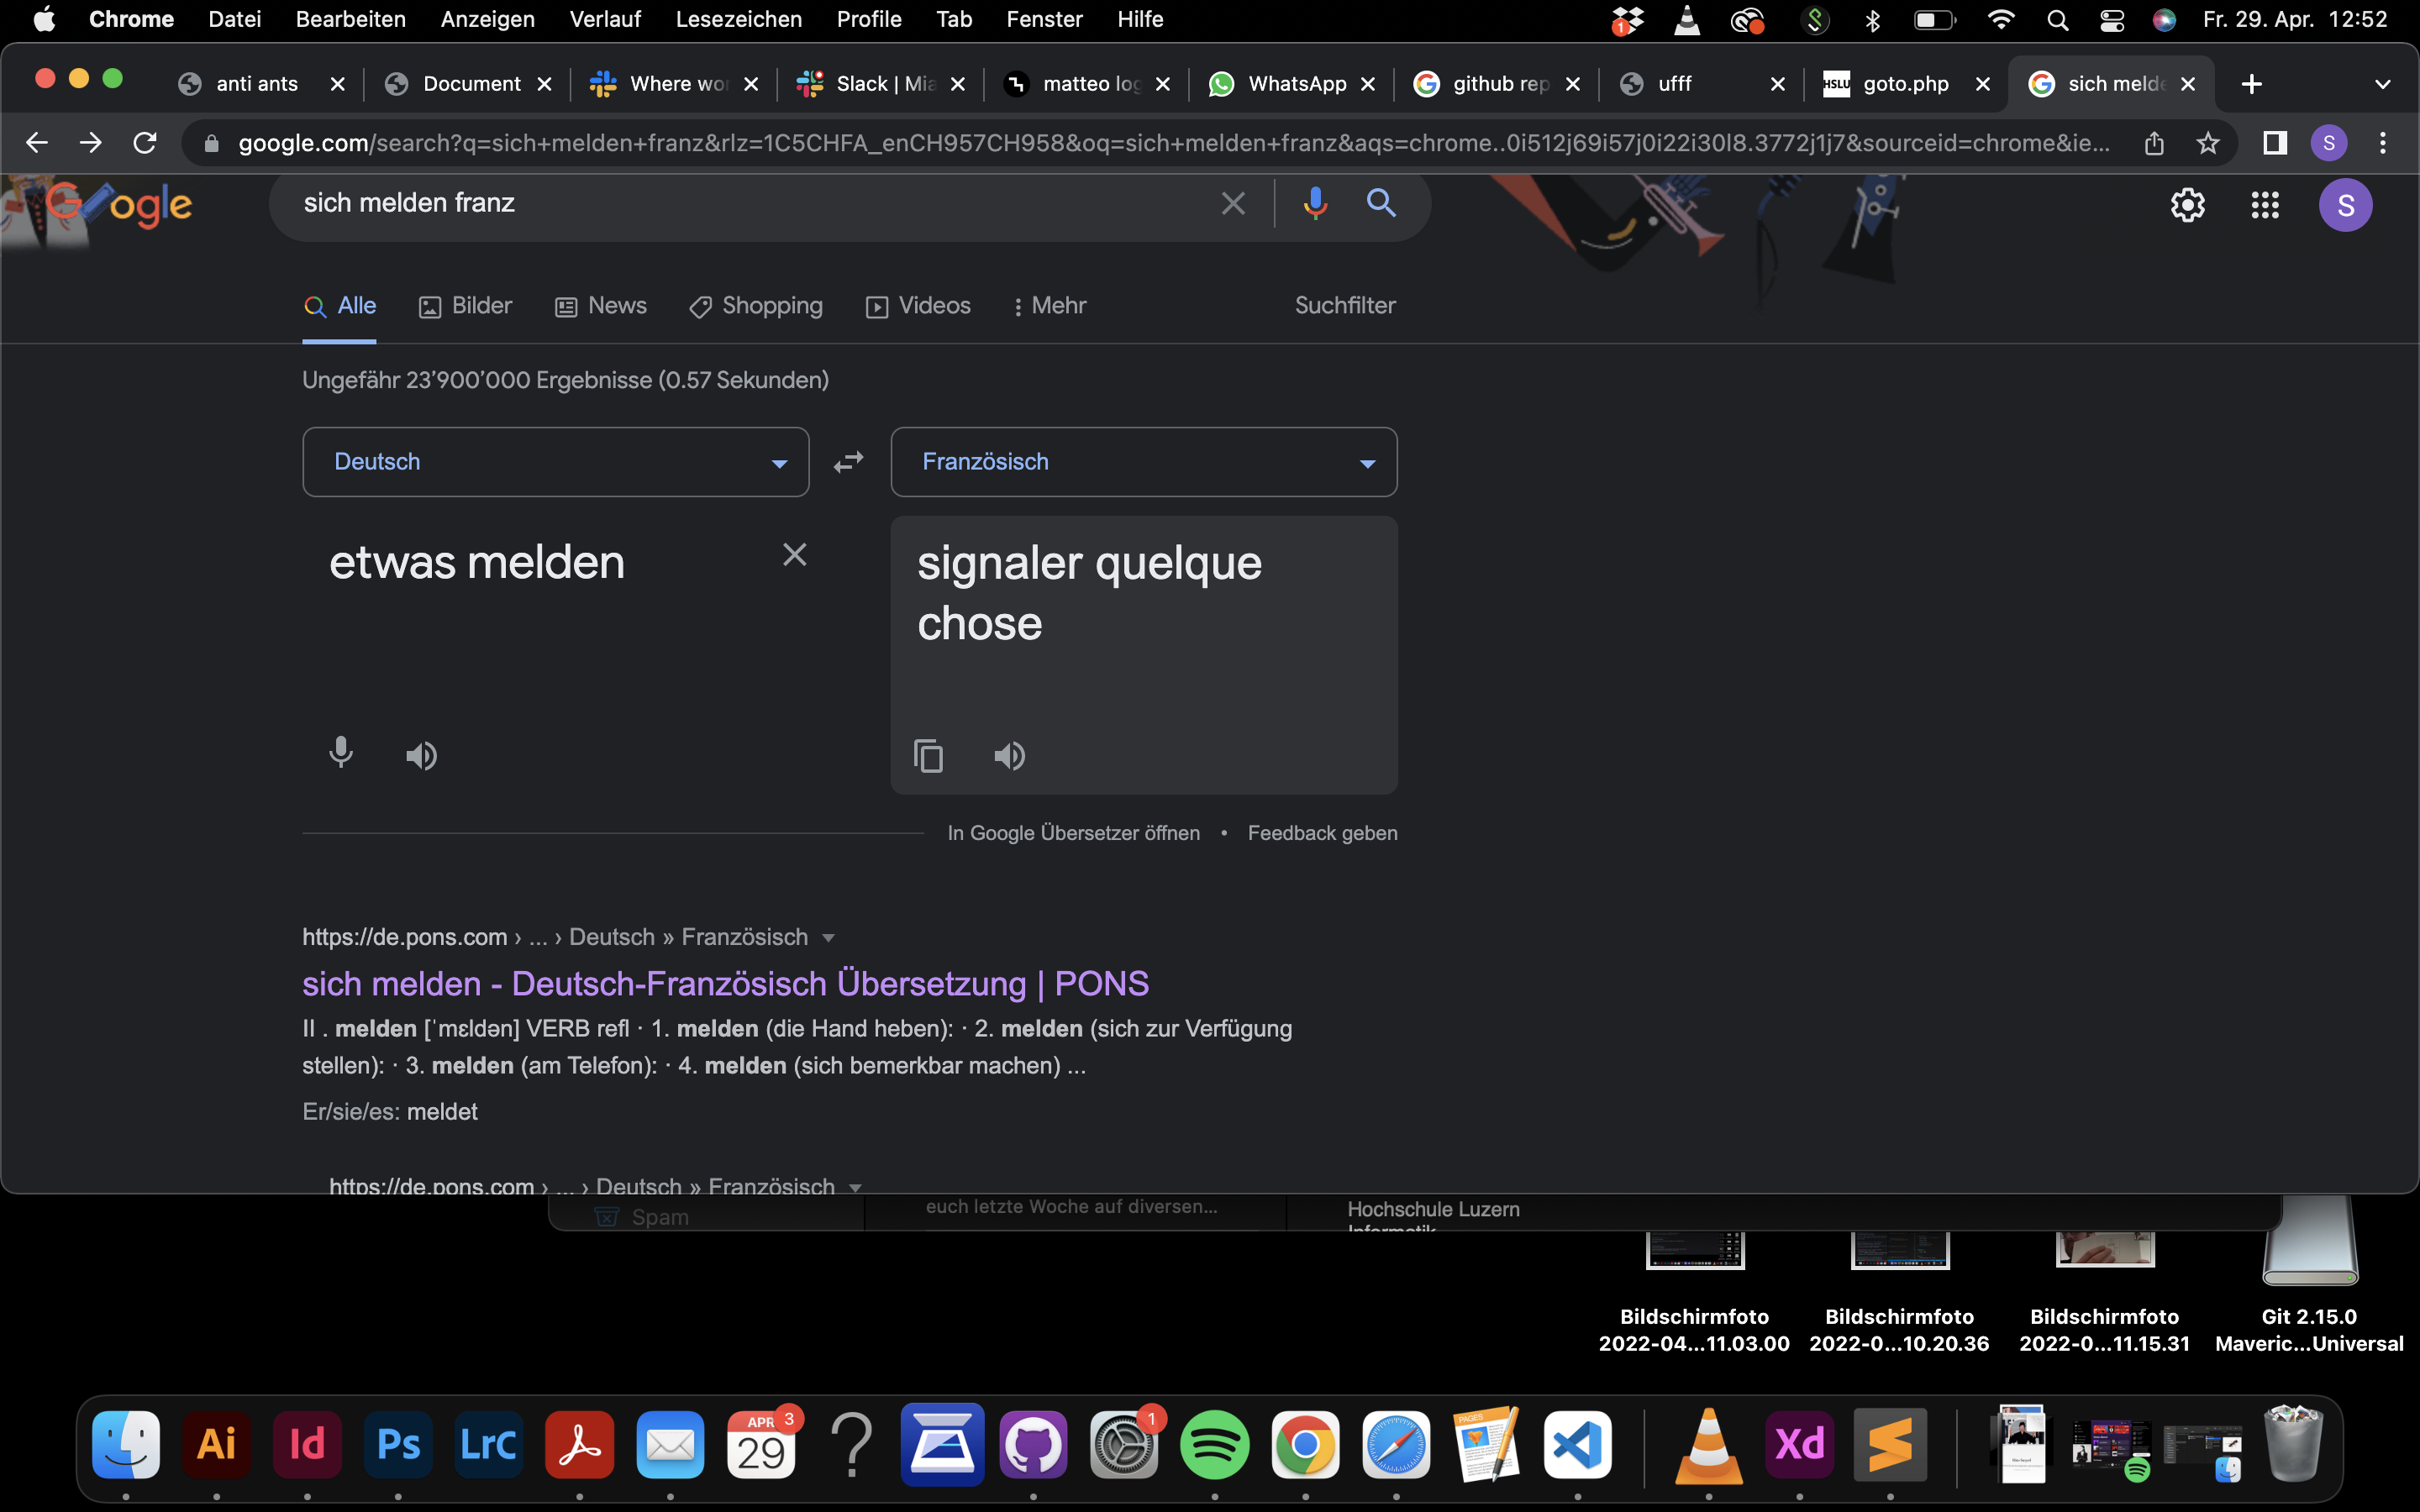 Chrome Datei Bearbeiten Anzeigen Verlauf Lesezeichen Profile Tab Fenster Hilfe 1 Fr. 29. Apr. 12:52
anti ants Document Where wo Slack | Mia matteo log WhatsApp github rep ufff HSLU goto.php sich meld
google.com/search?q=sich+melden+franz&rlz=1C5CHFA_enCH957CH958&oq=sich+melden+franz&aqs=chrome..0i512j69i57j0i22i30l8.3772j1j7&sourceid=chrome&ie... S
Google sich melden franz S
Alle Bilder News Shopping Videos Mehr Suchfilter
Ungefähr 23’900’000 Ergebnisse (0.57 Sekunden)
Deutsch Französisch
etwas melden signaler quelque
chose
In Google Übersetzer öffnen • Feedback geben
https://de.pons.com › ... › Deutsch » Französisch
sich melden - Deutsch-Französisch Übersetzung | PONS
II . melden [ˈmɛldən] VERB refl · 1. melden (die Hand heben): · 2. melden (sich zur Verfügung
stellen): · 3. melden (am Telefon): · 4. melden (sich bemerkbar machen) ...
Er/sie/es: meldet
https://de.pons.com › ... › Deutsch » Französisch
Spam euch letzte Woche auf diversen... Hochschule Luzern
Informatik
Bildschirmfoto Bildschirmfoto Bildschirmfoto Git 2.15.0
2022-04...11.03.00 2022-0...10.20.36 2022-0...11.15.31 Maveric...Universal
Ai Id Ps LrC APR 3 29 ? 1 PAGES Xd